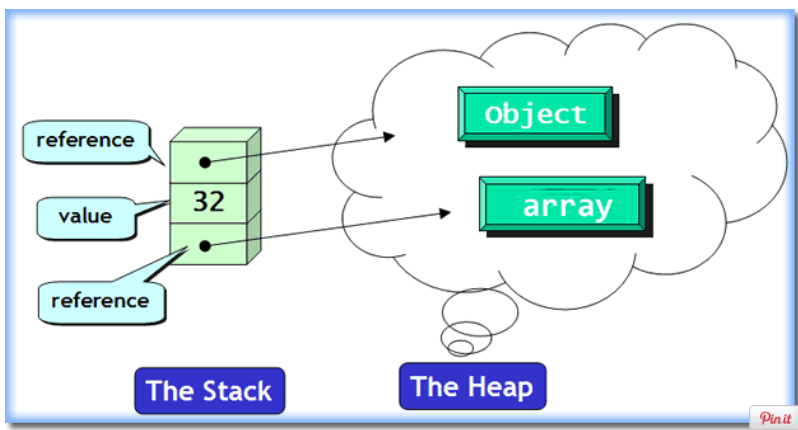 reference
Object
32
value
array
reference
The Stack
The Heap
Pin it